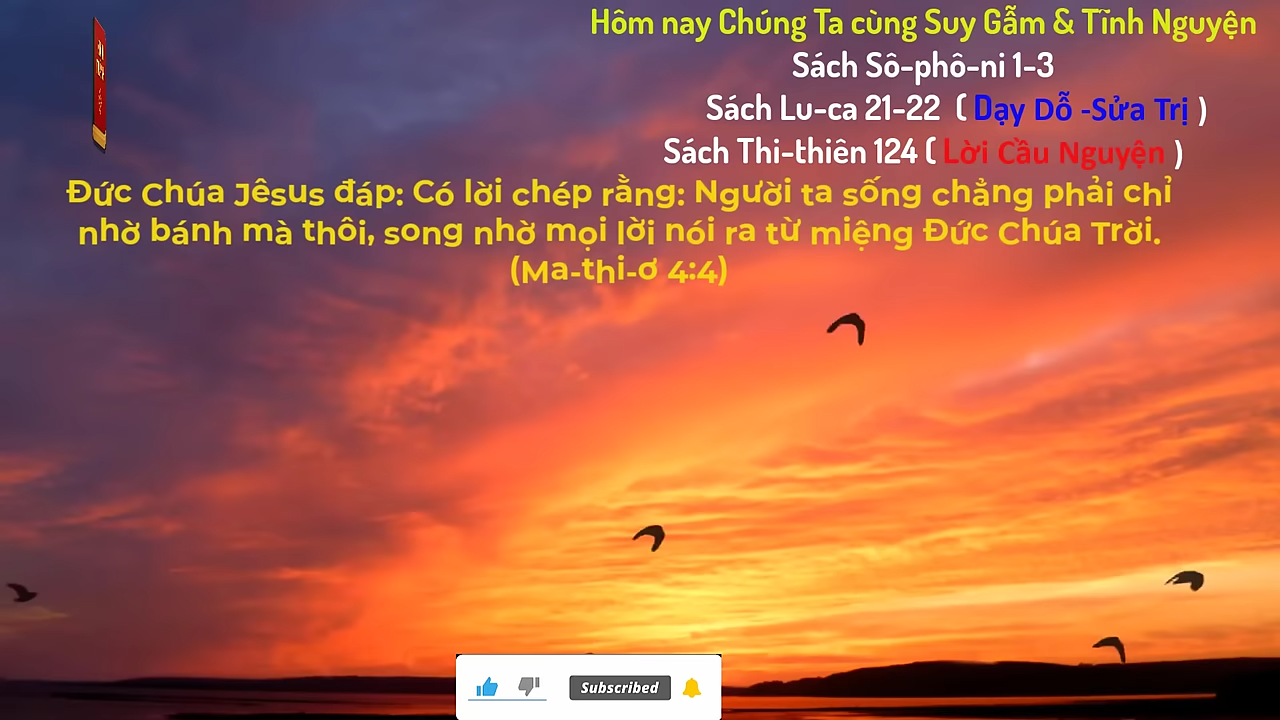 Hôm nay Chúng Ta cùng Suy Gẫm & Tĩnh Nguyện
Sách Sô-phô-ni 1-3
Sách Lu-ca 21-22 ( Dạy Dỗ -Sửa Trị )
Sách Thi-thiên 124 ( Lời Cầu Nguyện )
Đức Chúa Jêsus đáp: Có lời chép rằng: Người ta sống chẳng phải chỉ
nhờ bánh mà thôi, song nhờ mọi lời nói ra từ miệng Đức Chúa Trời.
(Ma-thi-ơ 4:4)
Subscribed